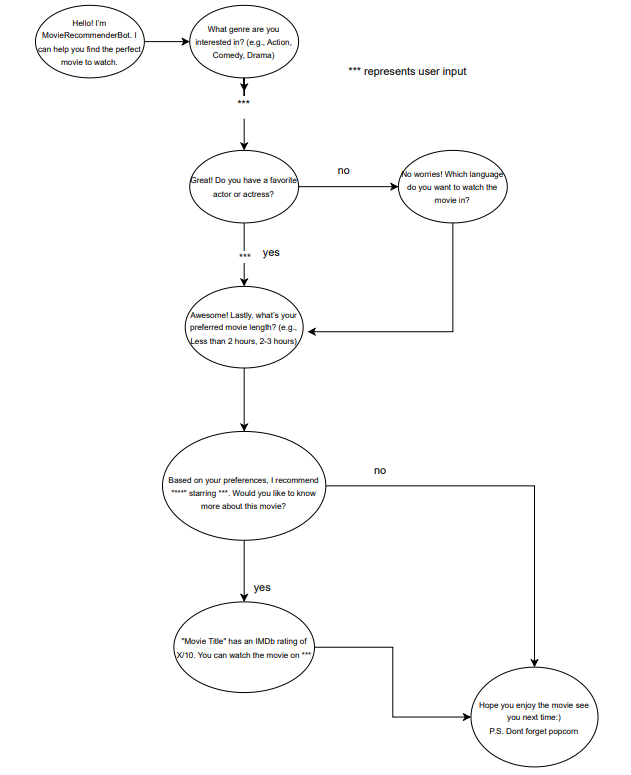 Hello! I'm
MovieRecommenderBot. I
can help you find the perfect
movie to watch.
What genre are you
interested in? (e.g., Action,
Comedy, Drama)
*** represents user input
***
Great! Do you have a favorite
actor or actress?
no
No worries! Which language
do you want to watch the
movie in?
*** yes
Awesome! Lastly, what's your
preferred movie length? (e.g.,
Less than 2 hours, 2-3 hours)
Based on your preferences, I recommend
"***" starring ***. Would you like to know
more about this movie?
no
yes
"Movie Title" has an IMDb rating of
X/10. You can watch the movie on ***
Hope you enjoy the movie see
you next time:)
P.S. Dont forget popcorn